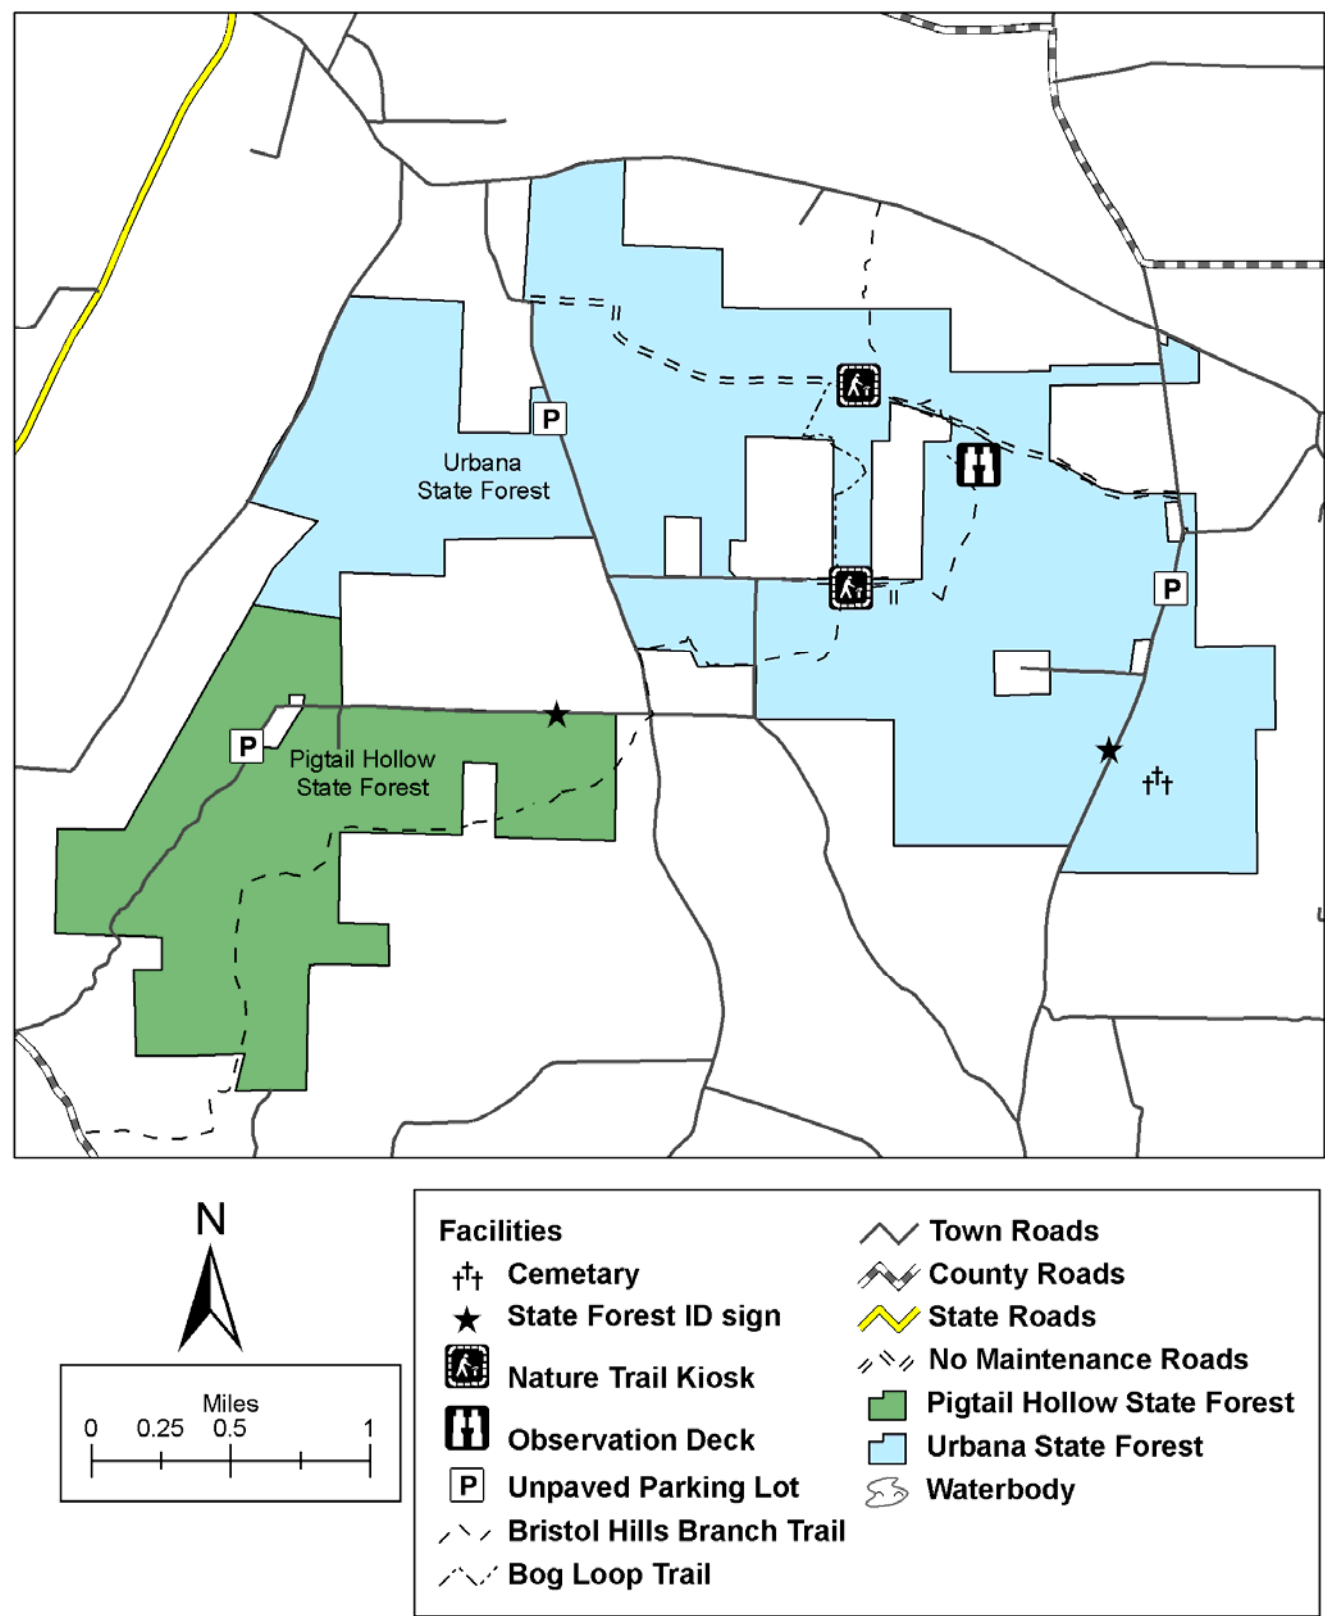 P
Urbana
State Forest
P
P
Pigtail Hollow
State Forest
N
Miles
0 0.25 0.5 1
Facilities
Cemetary
State Forest ID sign
Nature Trail Kiosk
Observation Deck
P Unpaved Parking Lot
Bristol Hills Branch Trail
Bog Loop Trail
Town Roads
County Roads
State Roads
No Maintenance Roads
Pigtail Hollow State Forest
Urbana State Forest
Waterbody